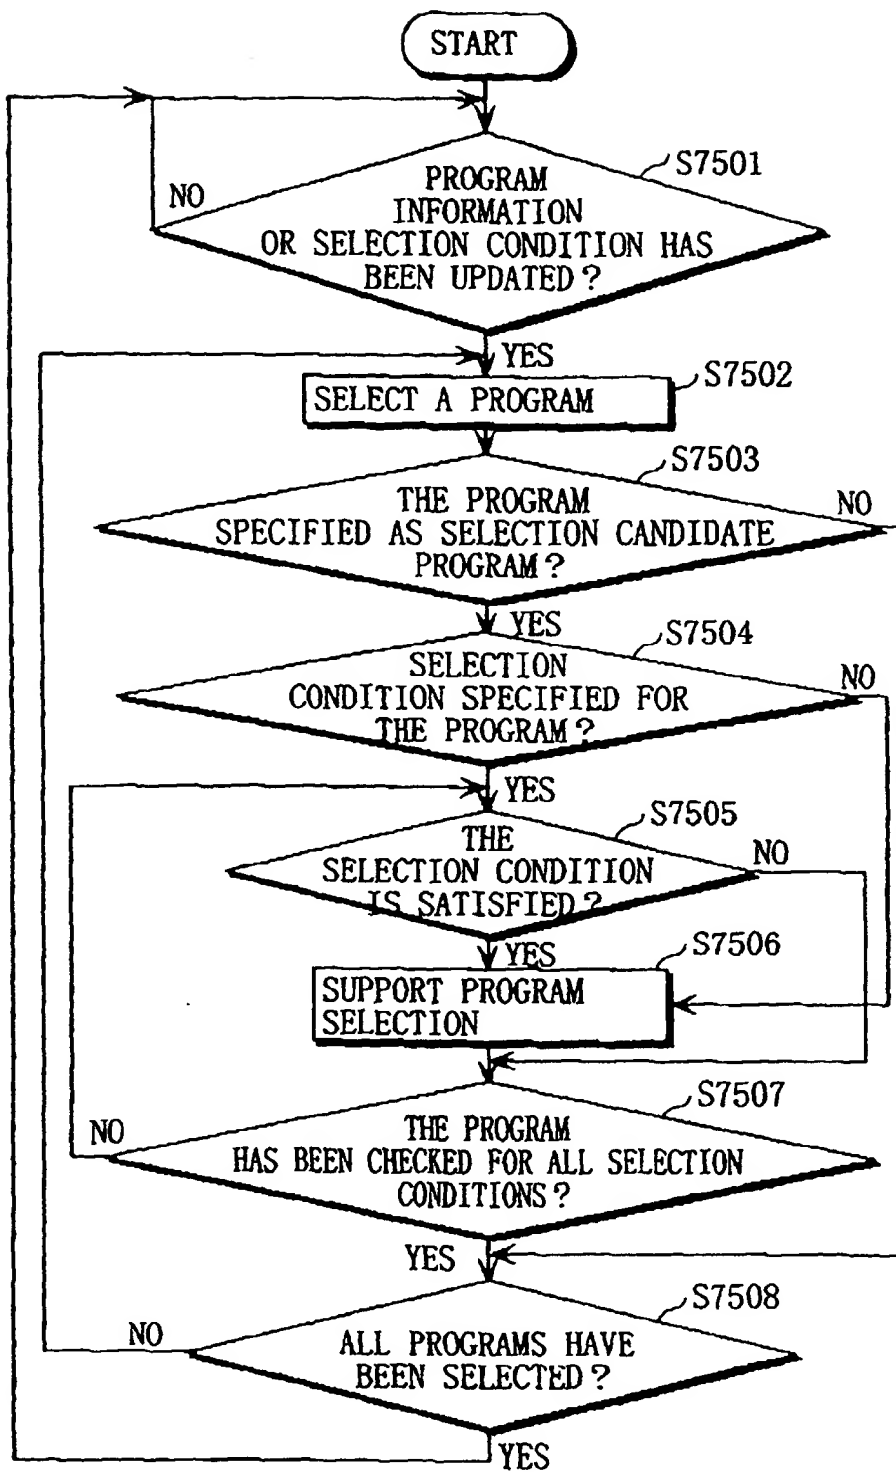 START
S7501
NO
PROGRAM
INFORMATION
OR SELECTION CONDITION HAS
BEEN UPDATED?
YES
S7502
SELECT A PROGRAM
S7503
NO
THE PROGRAM
SPECIFIED AS SELECTION CANDIDATE
PROGRAM?
YES
S7504
NO
SELECTION
CONDITION SPECIFIED FOR
THE PROGRAM?
YES
S7505
NO
THE
SELECTION CONDITION
IS SATISFIED?
YES
S7506
SUPPORT PROGRAM
SELECTION
S7507
NO
THE PROGRAM
HAS BEEN CHECKED FOR ALL SELECTION
CONDITIONS?
YES
S7508
NO
ALL PROGRAMS HAVE
BEEN SELECTED?
YES